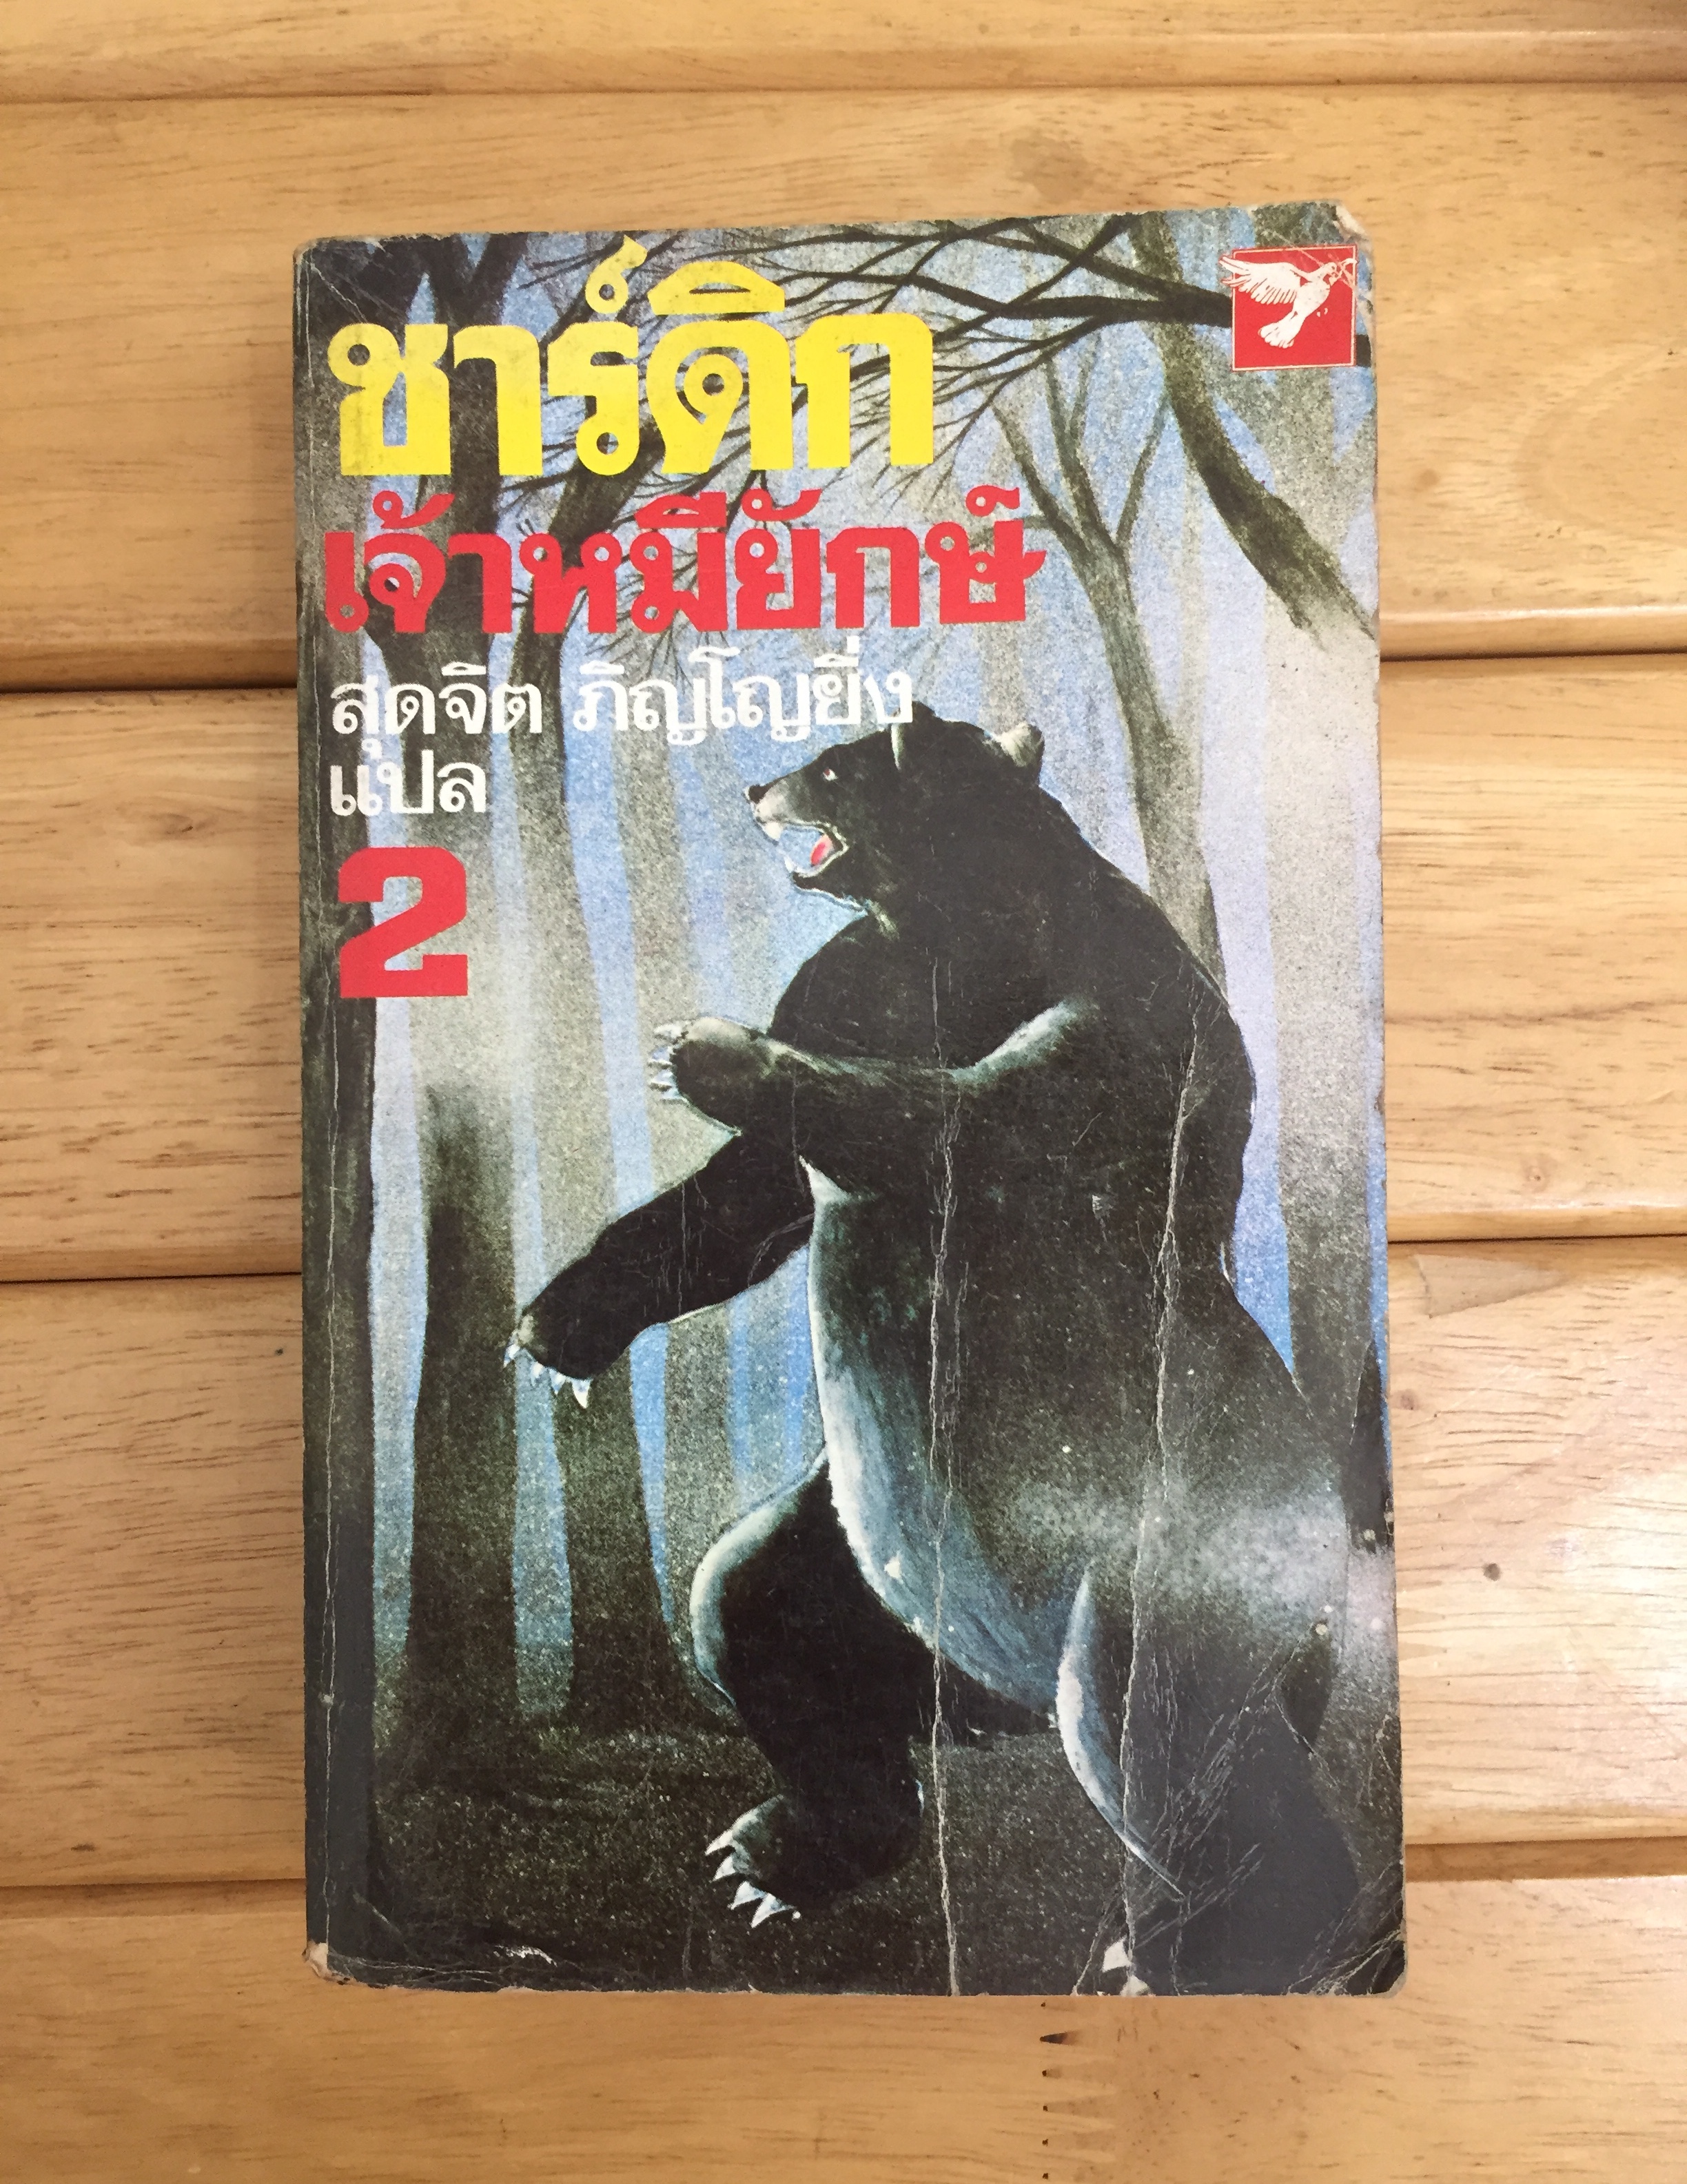 ชาร์ดิก
เจ้าหมียักษ์
สุดจิต ภิญโญยิ่ง
แปล
2